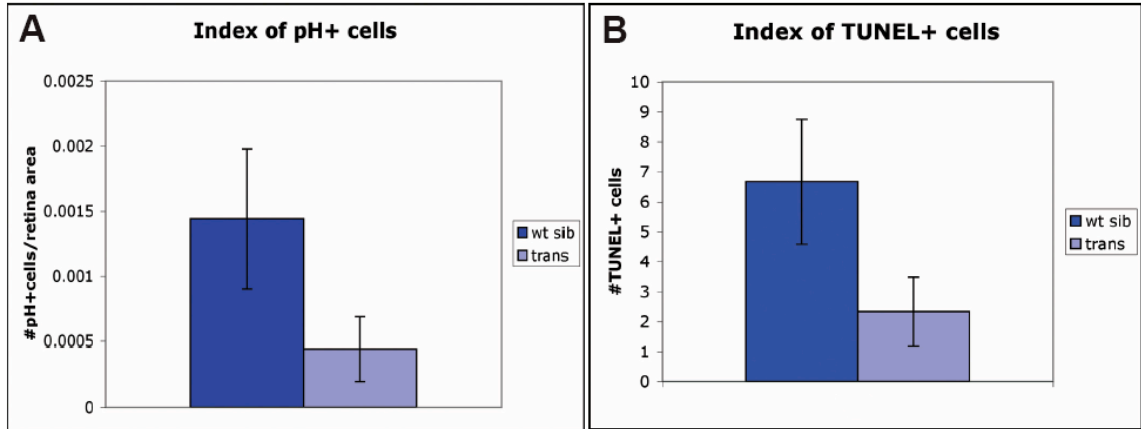 A
Index of pH+ cells
#pH+cells/retina area
0.0025
0.002
0.0015
0.001
0.0005
0
wt sib
trans
B
Index of TUNEL+ cells
#TUNEL+ cells
10
9
8
7
6
5
4
3
2
1
0
wt sib
trans